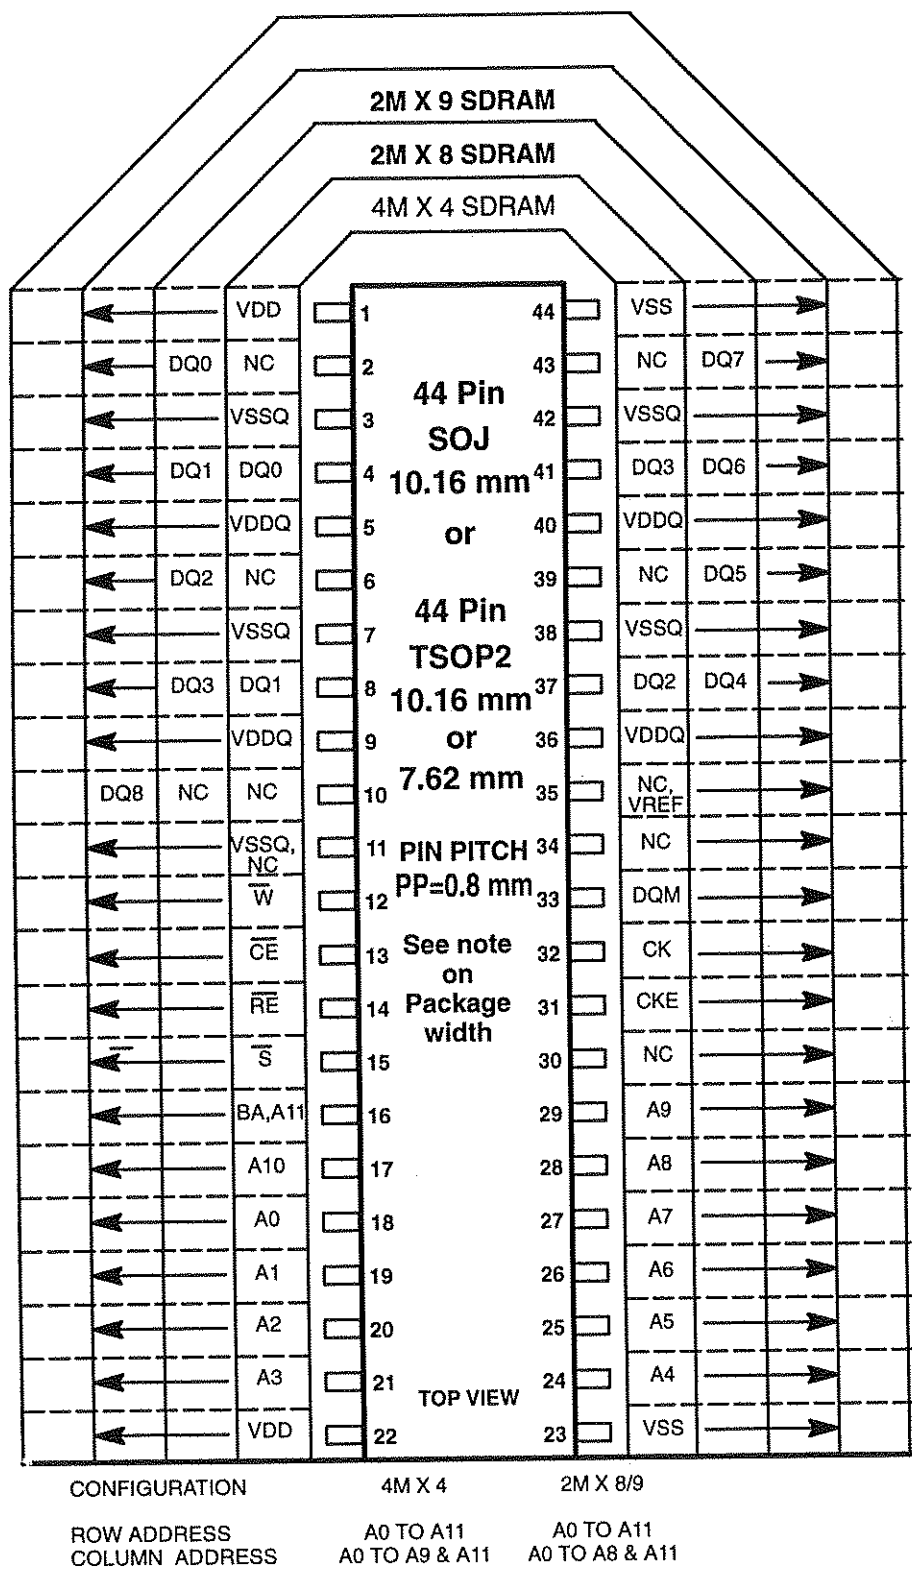 2M X 9 SDRAM
2M X 8 SDRAM
4M X 4 SDRAM
VDD 1 44 VSS
DQ0 NC 2 43 NC DQ7
VSSQ 3 42 VSSQ
DQ1 DQ0 4 41 DQ3 DQ6
VDDQ 5 40 VDDQ
DQ2 NC 6 39 NC DQ5
VSSQ 7 38 VSSQ
DQ3 DQ1 8 37 DQ2 DQ4
VDDQ 9 36 VDDQ
DQ8 NC NC 10 35 NC, VREF
VSSQ, NC 11 34 NC
W̅ 12 33 DQM
C̅E̅ 13 32 CK
R̅E̅ 14 31 CKE
S̅ 15 30 NC
BA,A11 16 29 A9
A10 17 28 A8
A0 18 27 A7
A1 19 26 A6
A2 20 25 A5
A3 21 24 A4
VDD 22 23 VSS
44 Pin
SOJ
10.16 mm
or
44 Pin
TSOP2
10.16 mm
or
7.62 mm
PIN PITCH
PP=0.8 mm
See note
on
Package
width
TOP VIEW
CONFIGURATION 4M X 4 2M X 8/9
ROW ADDRESS A0 TO A11 A0 TO A11
COLUMN ADDRESS A0 TO A9 & A11 A0 TO A8 & A11